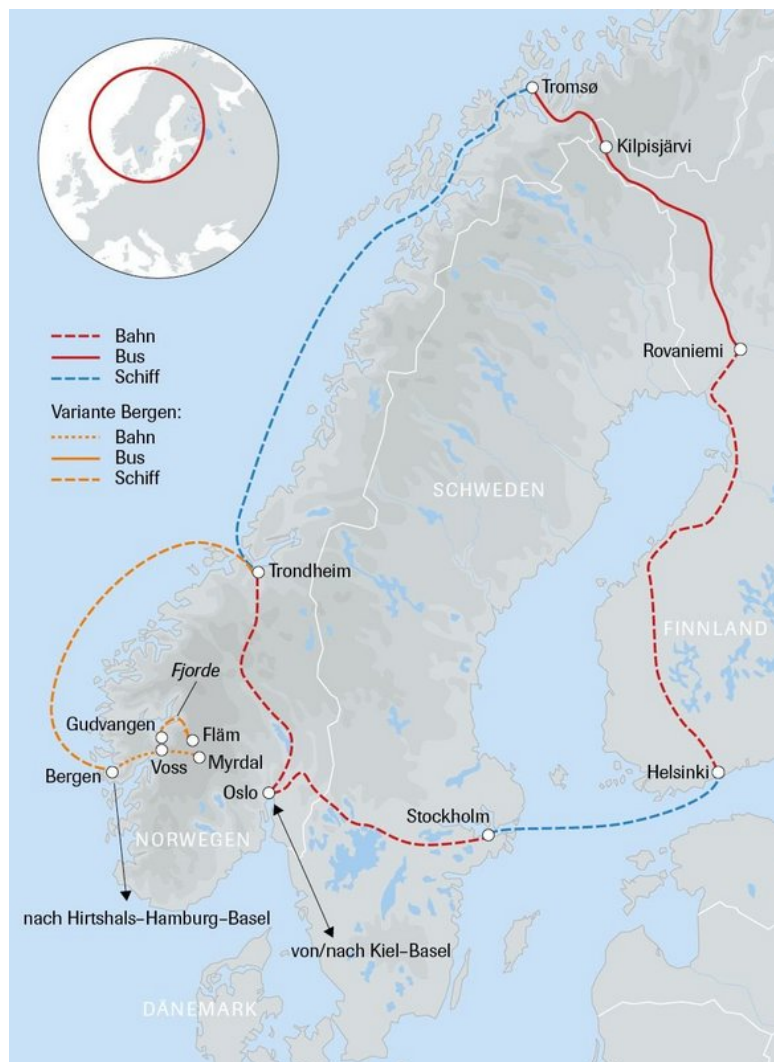 Tromsø
Kilpisjärvi
Bahn
Bus
Schiff
Variante Bergen:
Bahn
Bus
Schiff
Rovaniemi
SCHWEDEN
Trondheim
FINNLAND
Fjorde
Gudvangen
Fläm
Voss
Myrdal
Bergen
Oslo
Helsinki
Stockholm
NORWEGEN
nach Hirtshals–Hamburg–Basel
von/nach Kiel–Basel
DÄNEMARK